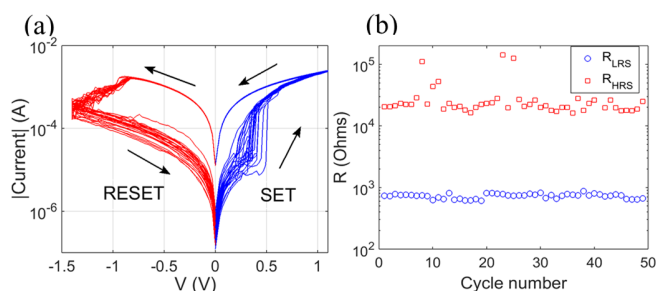 (a)
10^-2
10^-4
10^-6
|Current| (A)
RESET
SET
-1.5
-1
-0.5
0
0.5
1
V (V)
(b)
10^5
10^4
10^3
10^2
R (Ohms)
R_LRS
R_HRS
0
10
20
30
40
50
Cycle number